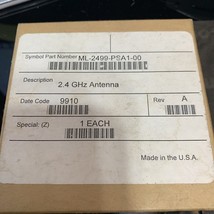 Symbol Part Number ML-2499-PSA1-00
Description
2.4 GHz Antenna
Date Code 9910
Rev A
Special: (Z) 1 EACH
Made in the U.S.A.